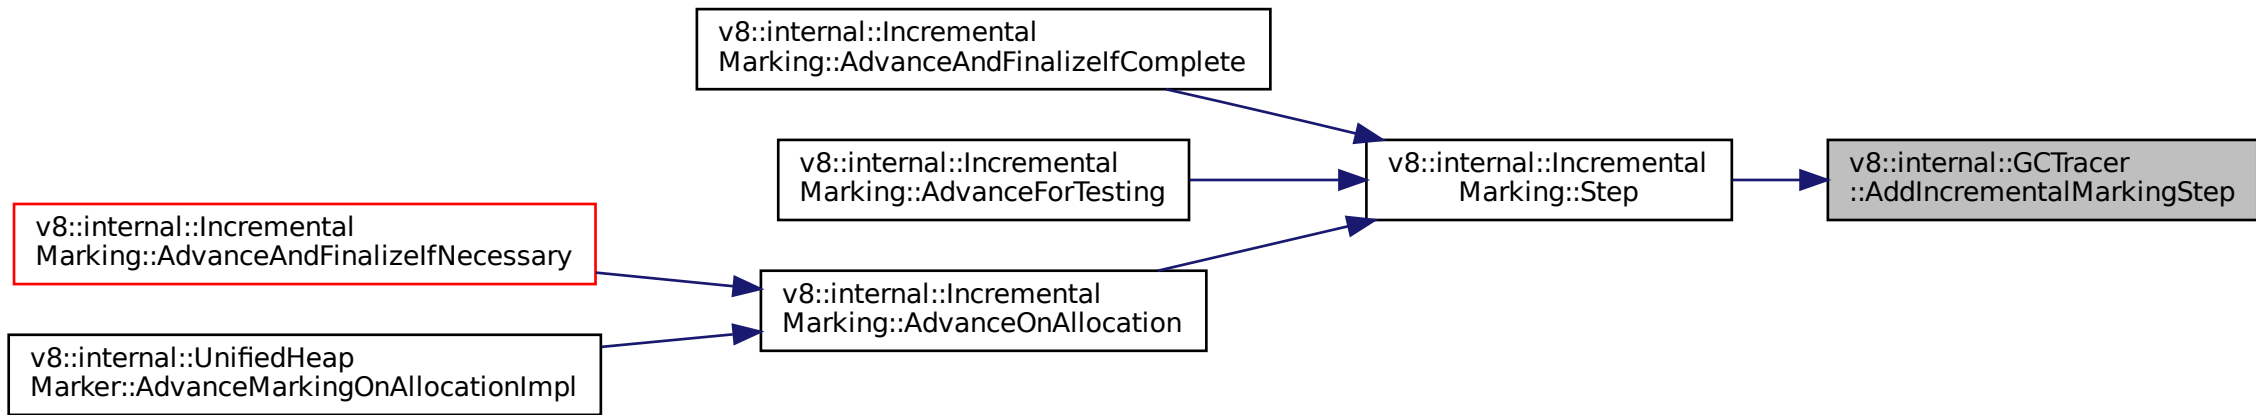 v8::internal::Incremental
Marking::AdvanceAndFinalizeIfComplete
v8::internal::Incremental
Marking::AdvanceForTesting
v8::internal::Incremental
Marking::Step
v8::internal::GCTracer
::AddIncrementalMarkingStep
v8::internal::Incremental
Marking::AdvanceAndFinalizeIfNecessary
v8::internal::Incremental
Marking::AdvanceOnAllocation
v8::internal::UnifiedHeap
Marker::AdvanceMarkingOnAllocationImpl